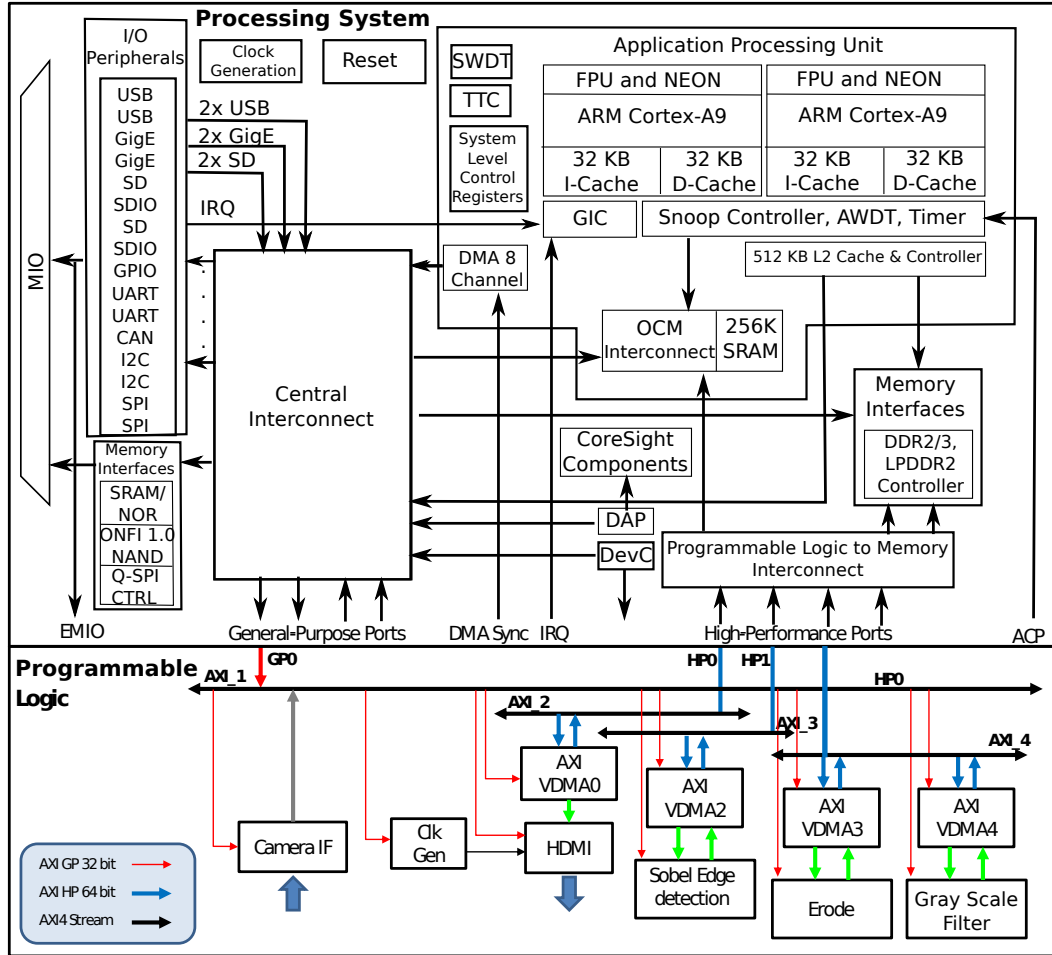 Processing System
I/O
Peripherals
USB
USB
GigE
GigE
SD
SDIO
SD
SDIO
GPIO
UART
UART
CAN
I2C
I2C
SPI
SPI
MIO
Clock
Generation
Reset
2x USB
2x GigE
2x SD
IRQ
SWDT
TTC
System
Level
Control
Registers
Application Processing Unit
FPU and NEON
ARM Cortex-A9
32 KB
I-Cache
32 KB
D-Cache
FPU and NEON
ARM Cortex-A9
32 KB
I-Cache
32 KB
D-Cache
GIC
Snoop Controller, AWDT, Timer
512 KB L2 Cache & Controller
DMA 8
Channel
OCM
Interconnect
256K
SRAM
Central
Interconnect
Memory
Interfaces
DDR2/3,
LPDDR2
Controller
CoreSight
Components
DAP
DevC
Programmable Logic to Memory
Interconnect
Memory
Interfaces
SRAM/
NOR
ONFI 1.0
NAND
Q-SPI
CTRL
EMIO
General-Purpose Ports
DMA Sync
IRQ
High-Performance Ports
ACP
Programmable
Logic
GP0
HP0
HP1
AXI_1
HP0
AXI_2
AXI_3
AXI_4
AXI
VDMA0
AXI
VDMA2
AXI
VDMA3
AXI
VDMA4
Camera IF
Clk
Gen
HDMI
Sobel Edge
detection
Erode
Gray Scale
Filter
AXI GP 32 bit
AXI HP 64 bit
AXI4 Stream